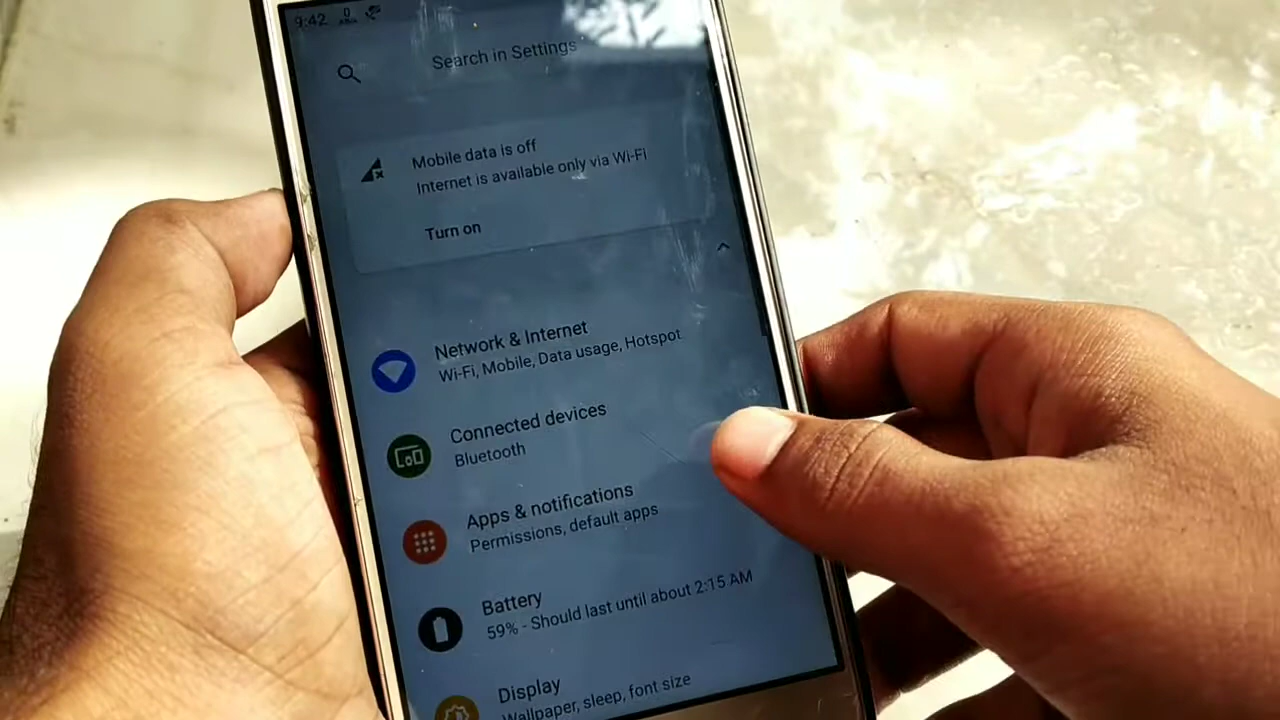 9:42 0
Search in Settings
Mobile data is off
Internet is available only via Wi-Fi
Turn on
Network & Internet
Wi-Fi, Mobile, Data usage, Hotspot
Connected devices
Bluetooth
Apps & notifications
Permissions, default apps
Battery
59% - Should last until about 2:15 AM
Display
Wallpaper, sleep, font size